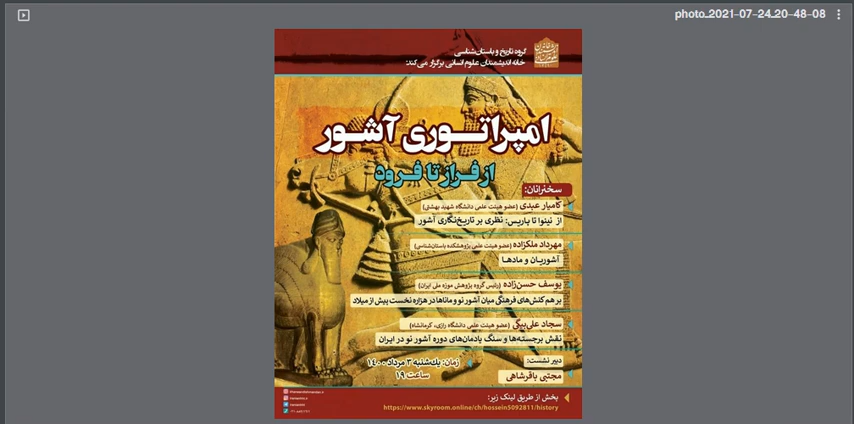 photo_2021-07-24_20-48-08
گروه تاریخ و باستان‌شناسی
خانه اندیشمندان علوم انسانی برگزار می‌کند:
امپراتوری آشور
از فراز تا فرود
سخنرانان:
کامیار عبدی (عضو هیئت علمی دانشگاه شهید بهشتی)
از نینوا تا پاریس: نظری بر تاریخ‌نگاری آشور
مهرداد ملکزاده (عضو هیئت علمی پژوهشکده باستان‌شناسی)
آشوریان و مادها
یوسف حسن‌زاده (رئیس گروه پژوهش موزه ملی ایران)
بر هم کنش‌های فرهنگی میان آشور نو و ماناها در هزاره نخست پیش از میلاد
سجاد علی‌بیگی (عضو هیئت علمی دانشگاه رازی، کرمانشاه)
نقش برجسته‌ها و سنگ یادمان‌های دوره آشور نو در ایران
دبیر نشست:
مجتبی باقرشاهی
زمان: یکشنبه ۳ مرداد ۱۴۰۰
ساعت ۱۹
پخش از طریق لینک زیر:
https://www.skyroom.online/ch/hossein5092811/history